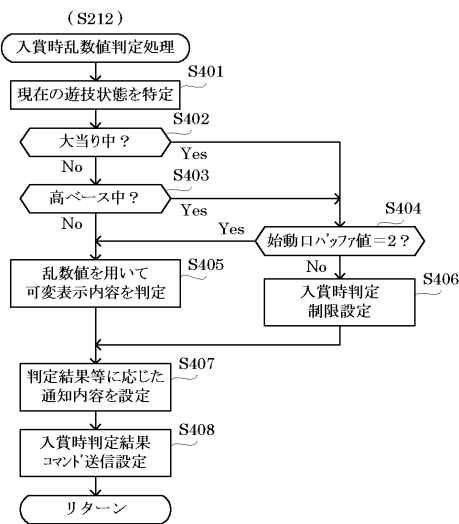 (S212)
入賞時乱数値判定処理
S401
現在の遊技状態を特定
S402
大当り中?
Yes
No
S403
高ベース中?
Yes
No
S404
始動口バッファ値=2?
Yes
No
S405
乱数値を用いて
可変表示内容を判定
S406
入賞時判定
制限設定
S407
判定結果等に応じた
通知内容を設定
S408
入賞時判定結果
コマンド送信設定
リターン